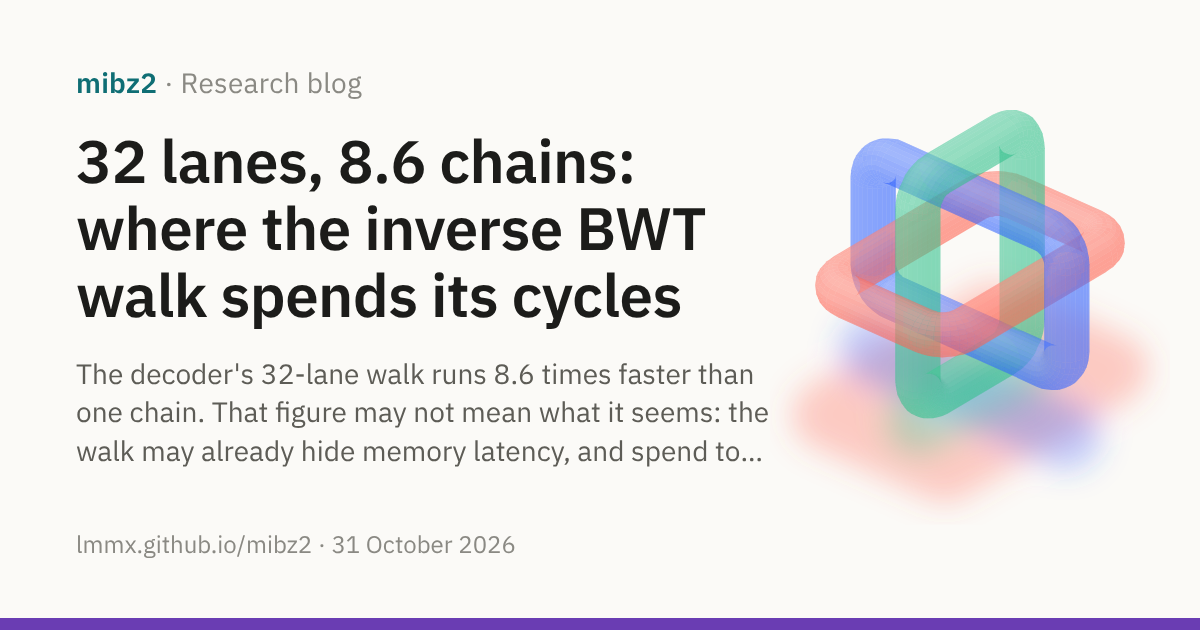 mibz2 · Research blog
32 lanes, 8.6 chains:
where the inverse BWT
walk spends its cycles
The decoder's 32-lane walk runs 8.6 times faster than
one chain. That figure may not mean what it seems: the
walk may already hide memory latency, and spend to...
lmmx.github.io/mibz2 · 31 October 2026